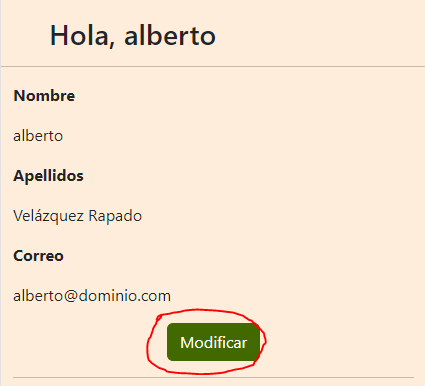 Hola, alberto
Nombre
alberto
Apellidos
Velázquez Rapado
Correo
alberto@dominio.com
Modificar